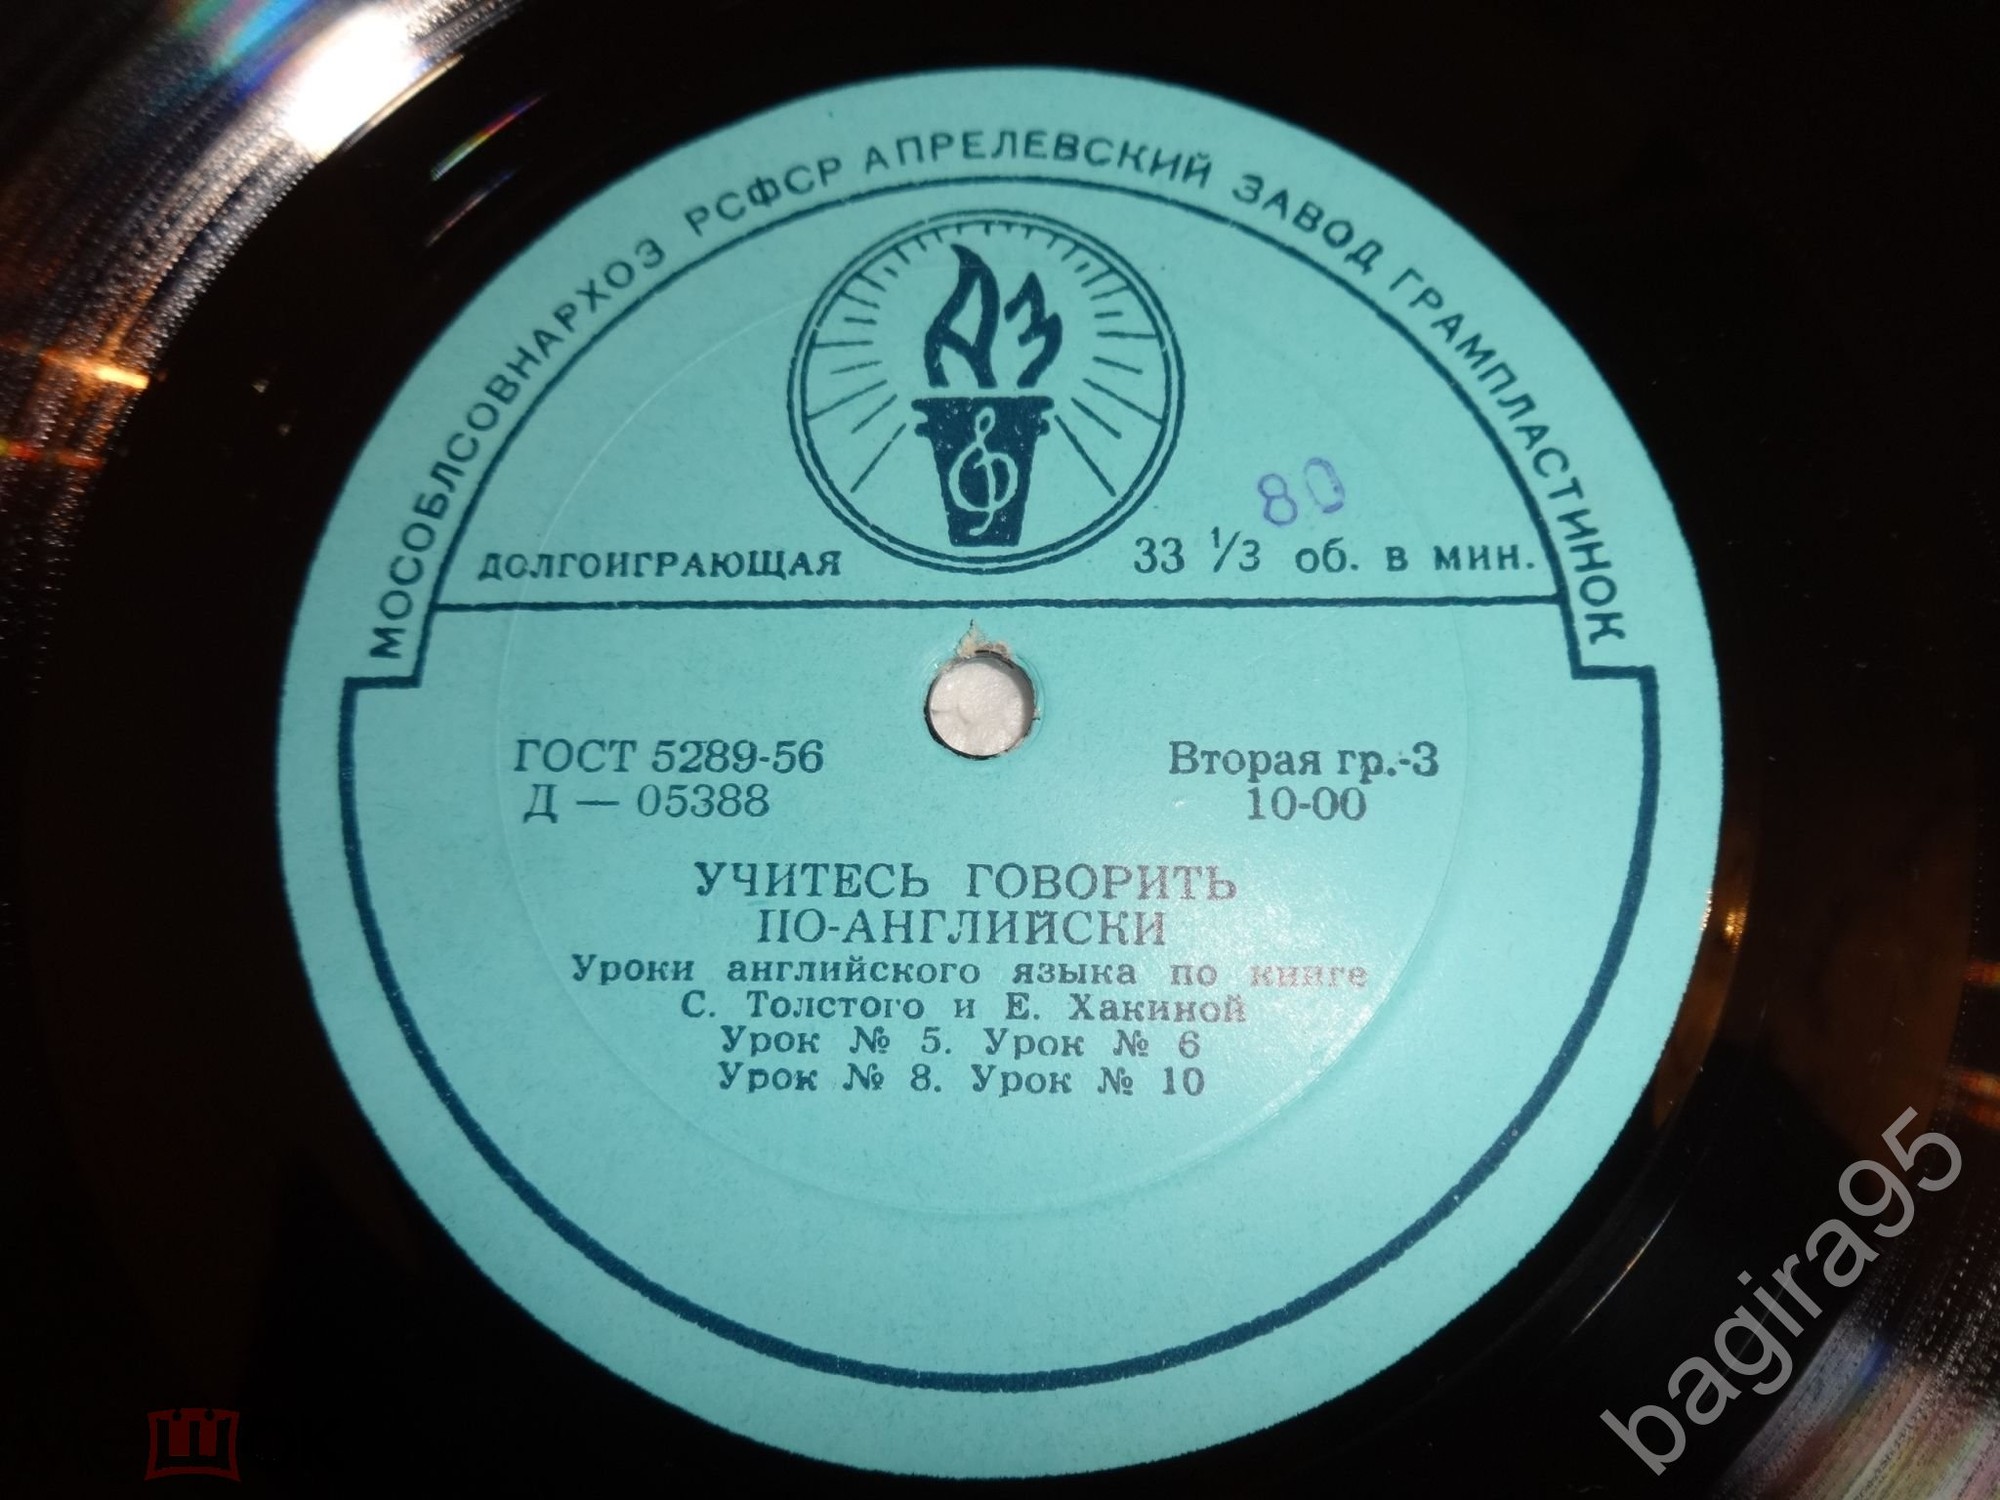 МОСОБЛСОВНАРХОЗ РСФСР АПРЕЛЕВСКИЙ ЗАВОД ГРАМПЛАСТИНОК
АЗ
80
ДОЛГОИГРАЮЩАЯ 33 1/3 об. в мин.
ГОСТ 5289-56 Вторая гр.-3
Д — 05388 10-00
УЧИТЕСЬ ГОВОРИТЬ
ПО-АНГЛИЙСКИ
Уроки английского языка по книге
С. Толстого и Е. Хакиной
Урок № 5. Урок № 6
Урок № 8. Урок № 10
bagira95